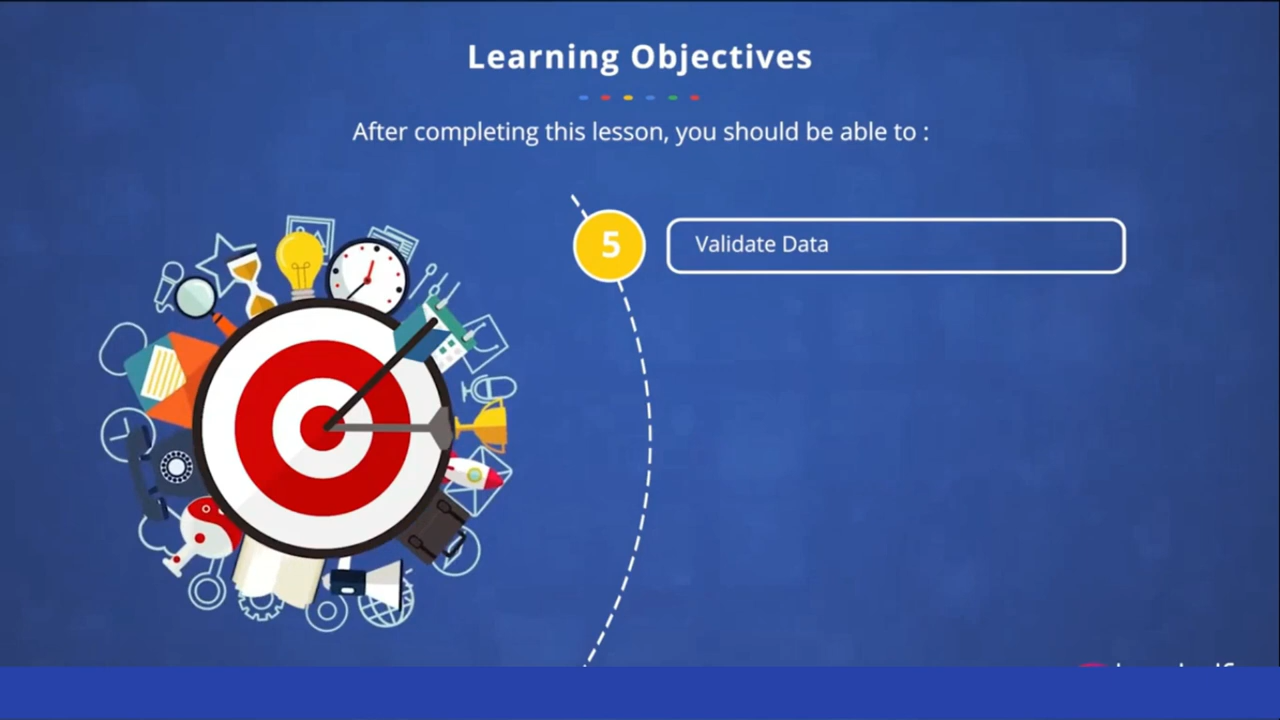 Learning Objectives
After completing this lesson, you should be able to :
5
Validate Data